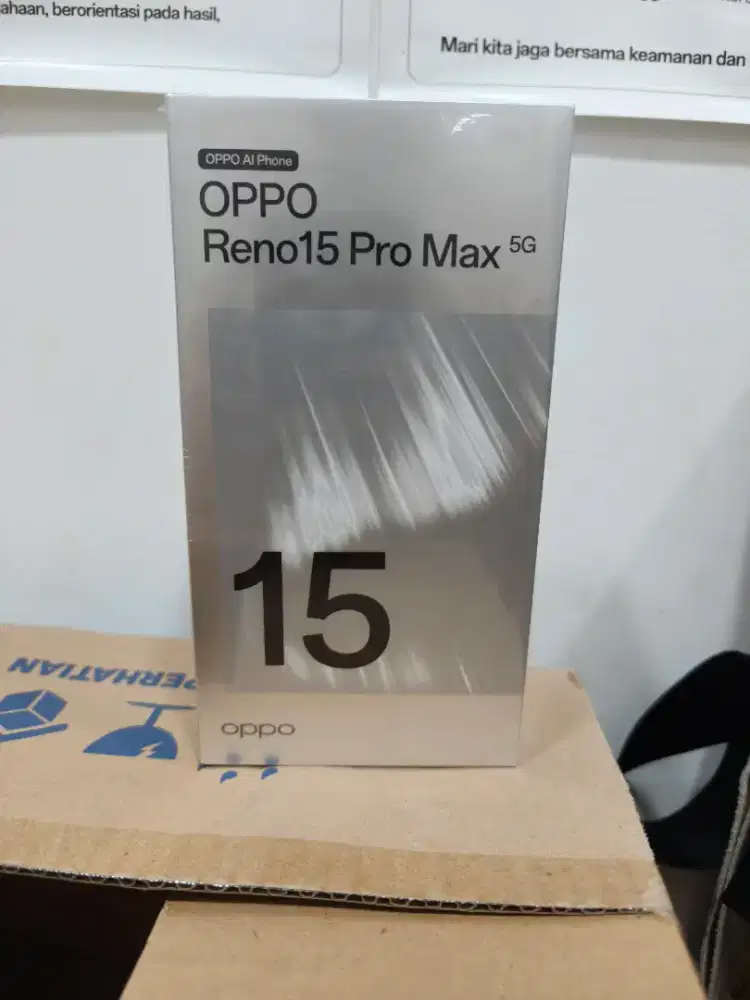 ahaan, berorientasi pada hasil,
Mari kita jaga bersama keamanan dan
OPPO AI Phone
OPPO
Reno15 Pro Max 5G
15
oppo
PERHATIAN